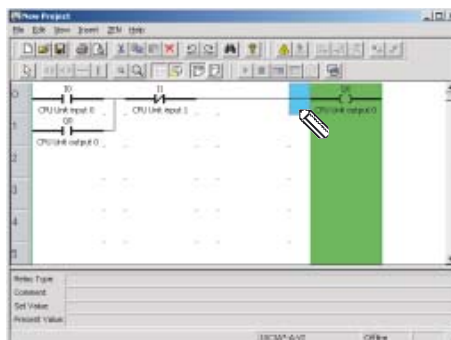 New Project
File Edit View Insert ZEN Help
0 I0 I1 Q0
CPU Unit input 0 CPU Unit input 1 CPU Unit output 0
1 Q0
CPU Unit output 0
2
3
4
5
Relay Type
Comment
Set Value
Present Value
Offline